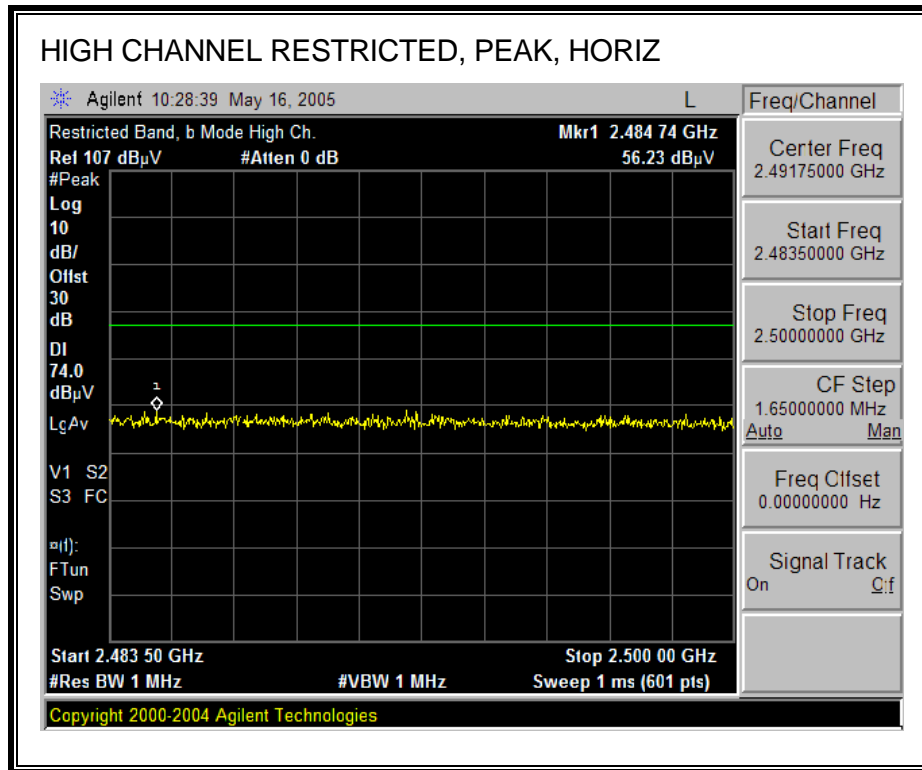 HIGH CHANNEL RESTRICTED, PEAK, HORIZ
Agilent 10:28:39 May 16, 2005 L
Freq/Channel
Restricted Band, b Mode High Ch.
Mkr1 2.484 74 GHz
Ref 107 dBµV #Atten 0 dB 56.23 dBµV
#Peak
Log
10
dB/
Offst
30
dB
DI
74.0
dBµV
LgAv
1
V1 S2
S3 FC
¤(f):
FTun
Swp
Start 2.483 50 GHz Stop 2.500 00 GHz
#Res BW 1 MHz #VBW 1 MHz Sweep 1 ms (601 pts)
Copyright 2000-2004 Agilent Technologies
Center Freq
2.49175000 GHz
Start Freq
2.48350000 GHz
Stop Freq
2.50000000 GHz
CF Step
1.65000000 MHz
Auto Man
Freq Offset
0.00000000 Hz
Signal Track
On Off